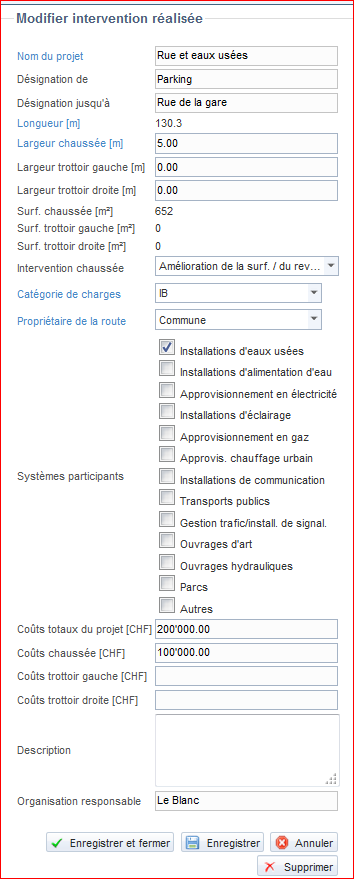 Modifier intervention réalisée
Nom du projet Rue et eaux usées
Désignation de Parking
Désignation jusqu'à Rue de la gare
Longueur [m] 130.3
Largeur chaussée [m] 5.00
Largeur trottoir gauche [m] 0.00
Largeur trottoir droite [m] 0.00
Surf. chaussée [m²] 652
Surf. trottoir gauche [m²] 0
Surf. trottoir droite [m²] 0
Intervention chaussée Amélioration de la surf. / du rev…
Catégorie de charges IB
Propriétaire de la route Commune
Systèmes participants
Installations d'eaux usées
Installations d'alimentation d'eau
Approvisionnement en électricité
Installations d'éclairage
Approvisionnement en gaz
Approvis. chauffage urbain
Installations de communication
Transports publics
Gestion trafic/install. de signal.
Ouvrages d'art
Ouvrages hydrauliques
Parcs
Autres
Coûts totaux du projet [CHF] 200'000.00
Coûts chaussée [CHF] 100'000.00
Coûts trottoir gauche [CHF]
Coûts trottoir droite [CHF]
Description
Organisation responsable Le Blanc
Enregistrer et fermer Enregistrer Annuler
Supprimer